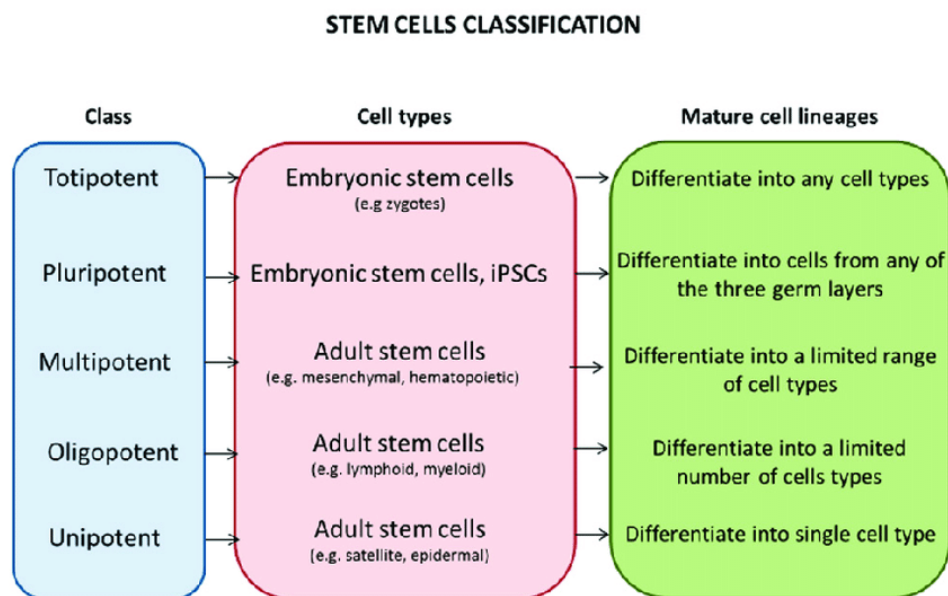 STEM CELLS CLASSIFICATION
Class
Cell types
Mature cell lineages
Totipotent
Embryonic stem cells
(e.g zygotes)
Differentiate into any cell types
Pluripotent
Embryonic stem cells, iPSCs
Differentiate into cells from any of
the three germ layers
Multipotent
Adult stem cells
(e.g. mesenchymal, hematopoietic)
Differentiate into a limited range
of cell types
Oligopotent
Adult stem cells
(e.g. lymphoid, myeloid)
Differentiate into a limited
number of cells types
Unipotent
Adult stem cells
(e.g. satellite, epidermal)
Differentiate into single cell type